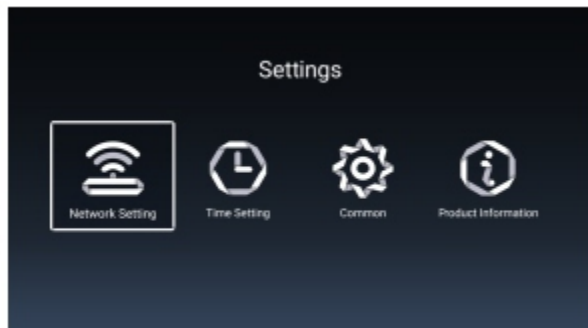 Settings
Network Setting
Time Setting
Common
Product Information